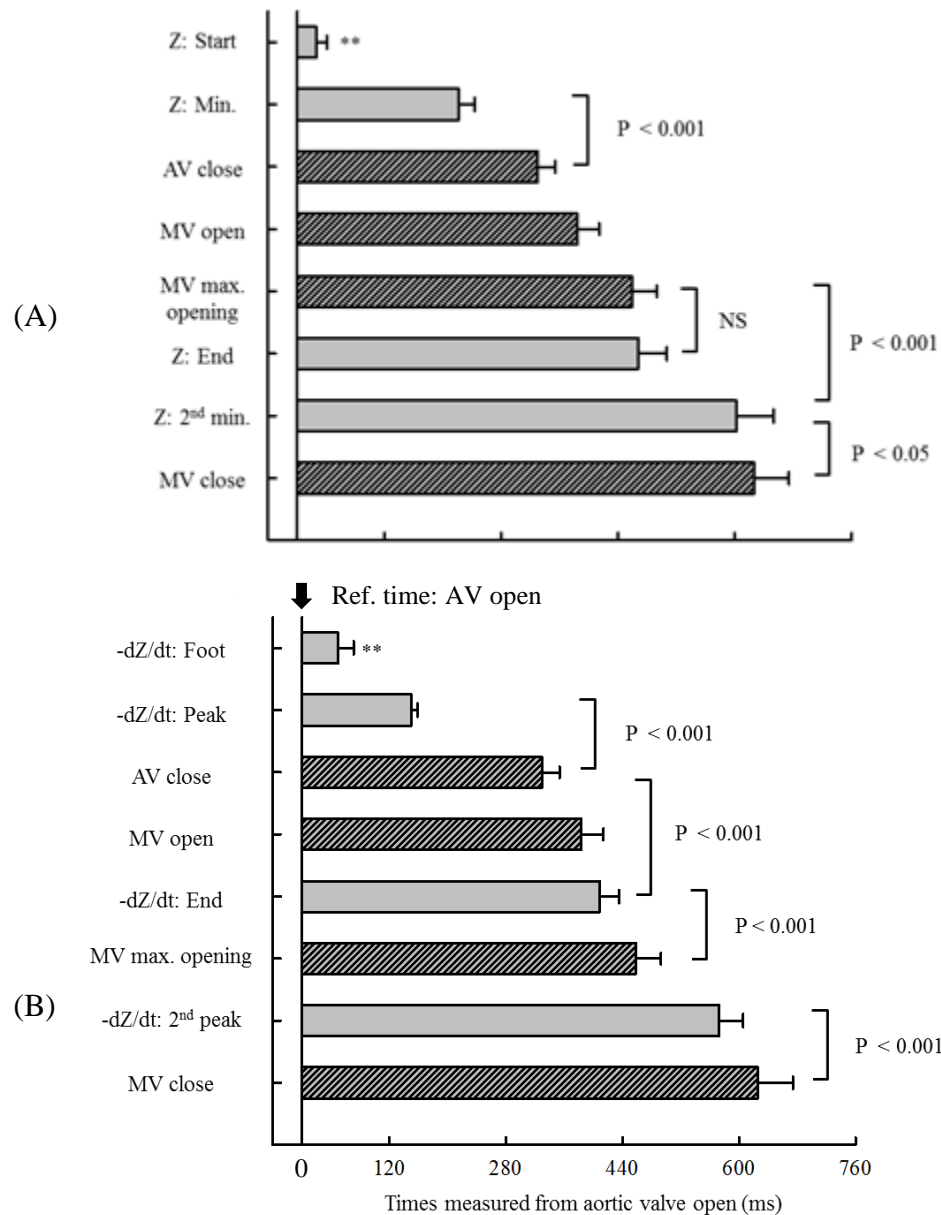 Z: Start
**
Z: Min.
P < 0.001
AV close
MV open
(A)
MV max.
opening
NS
Z: End
P < 0.001
Z: 2nd min.
P < 0.05
MV close
Ref. time: AV open
-dZ/dt: Foot
**
-dZ/dt: Peak
P < 0.001
AV close
MV open
P < 0.001
-dZ/dt: End
P < 0.001
MV max. opening
(B)
-dZ/dt: 2nd peak
P < 0.001
MV close
0 120 280 440 600 760
Times measured from aortic valve open (ms)